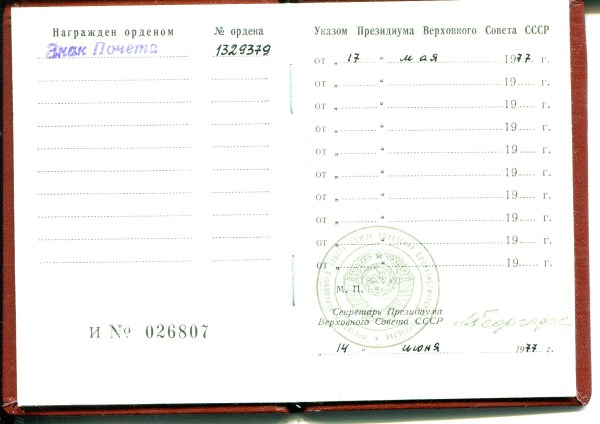 Награжден орденом
№ ордена
Знак Почета
1329379
И № 026807
Указом Президиума Верховного Совета СССР
от „ 17 “ мая 1977 г.
от „ “ 19 г.
от „ “ 19 г.
от „ “ 19 г.
от „ “ 19 г.
от „ “ 19 г.
от „ “ 19 г.
от „ “ 19 г.
от „ “ 19 г.
от „ “ 19
М. П.
Секретарь Президиума
Верховного Совета СССР
„ 14 “ июня 1977 г.